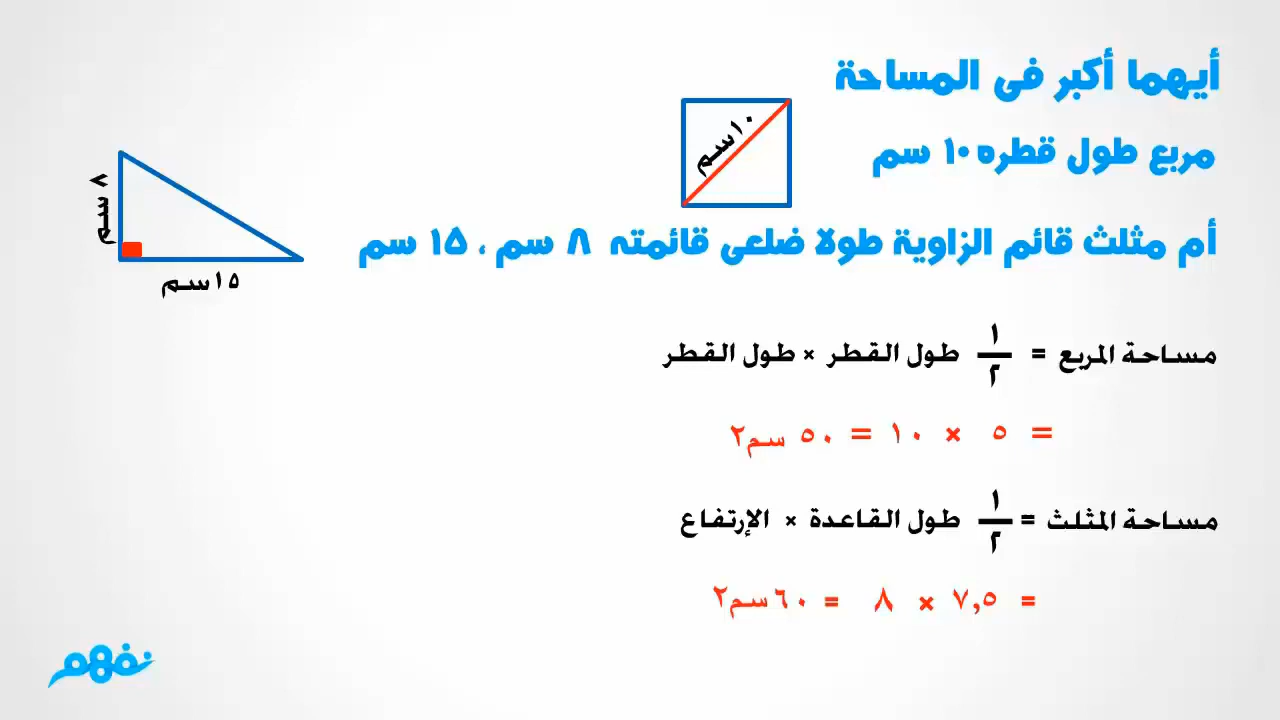 أيهما أكبر فى المساحة
مربع طول قطره ١٠ سم
١٠سم
أم مثلث قائم الزاوية طولا ضلعى قائمته ٨ سم ، ١٥ سم
٨ سم
١٥سم
مساحة المربع = ١/٢ طول القطر × طول القطر
= ٥ × ١٠ = ٥٠ سم٢
مساحة المثلث = ١/٢ طول القاعدة × الإرتفاع
= ٧,٥ × ٨ = ٦٠سم٢
نفهم